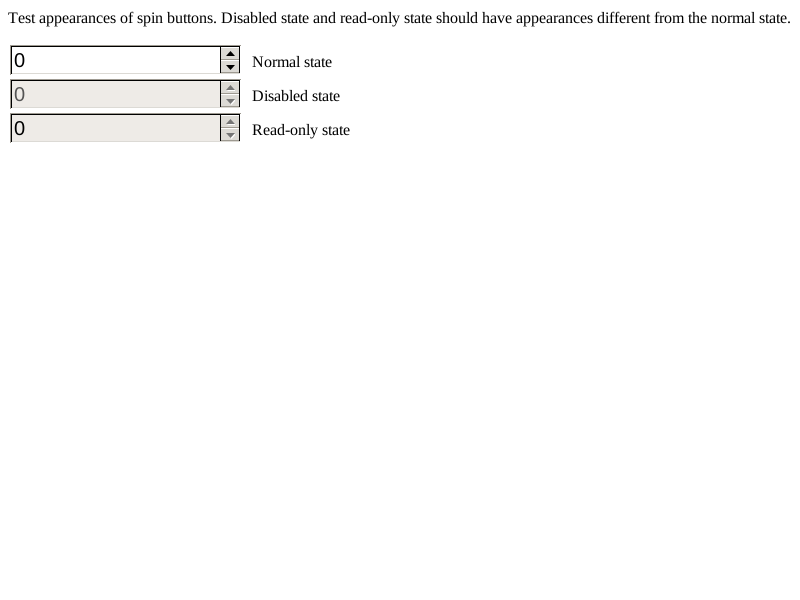 Test appearances of spin buttons. Disabled state and read-only state should have appearances different from the normal state.
0 Normal state
0 Disabled state
0 Read-only state